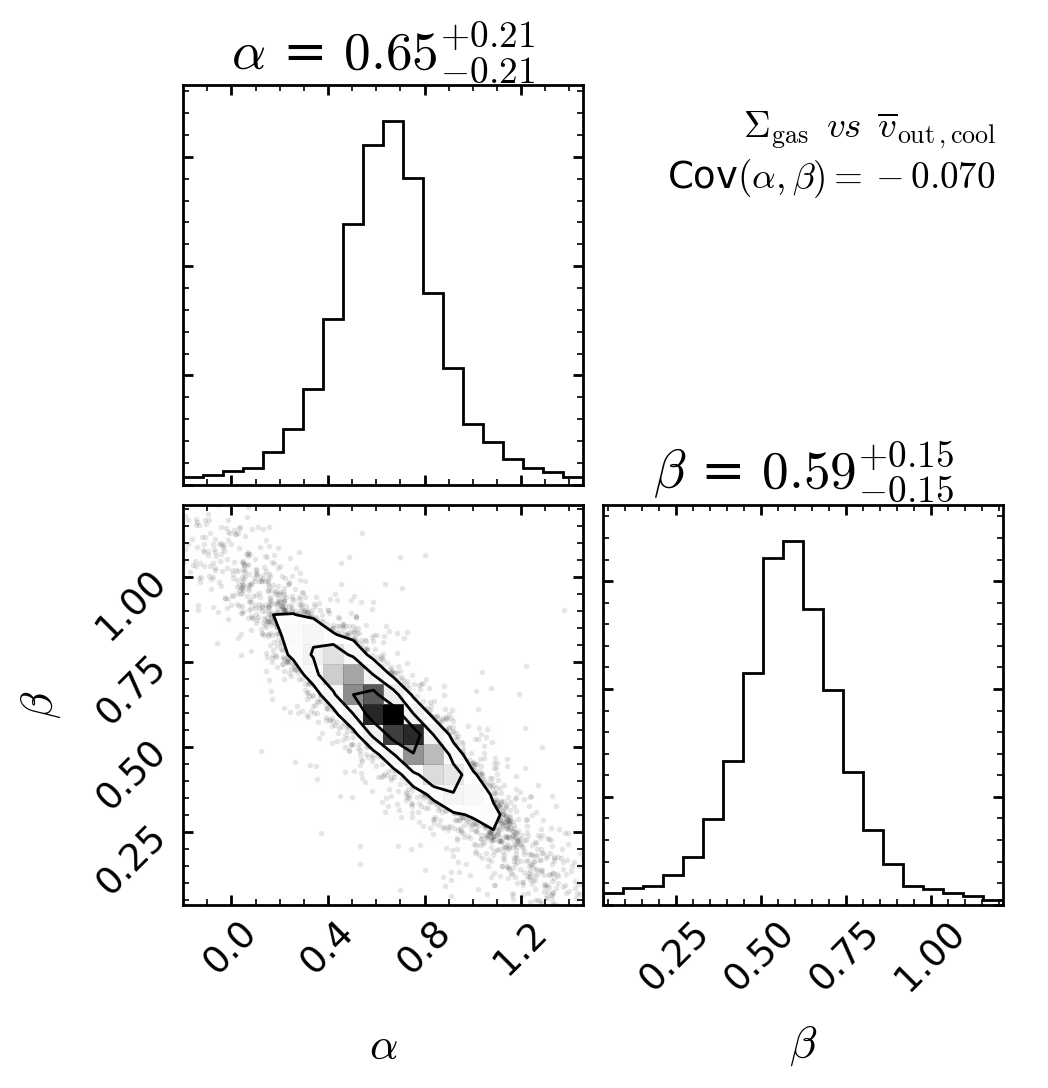 α = 0.65^{+0.21}_{-0.21}
Σ_gas vs v̅_out,cool
Cov(α, β) = − 0.070
β = 0.59^{+0.15}_{-0.15}
β
1.00
0.75
0.50
0.25
0.0 0.4 0.8 1.2
0.25 0.50 0.75 1.00
α
β